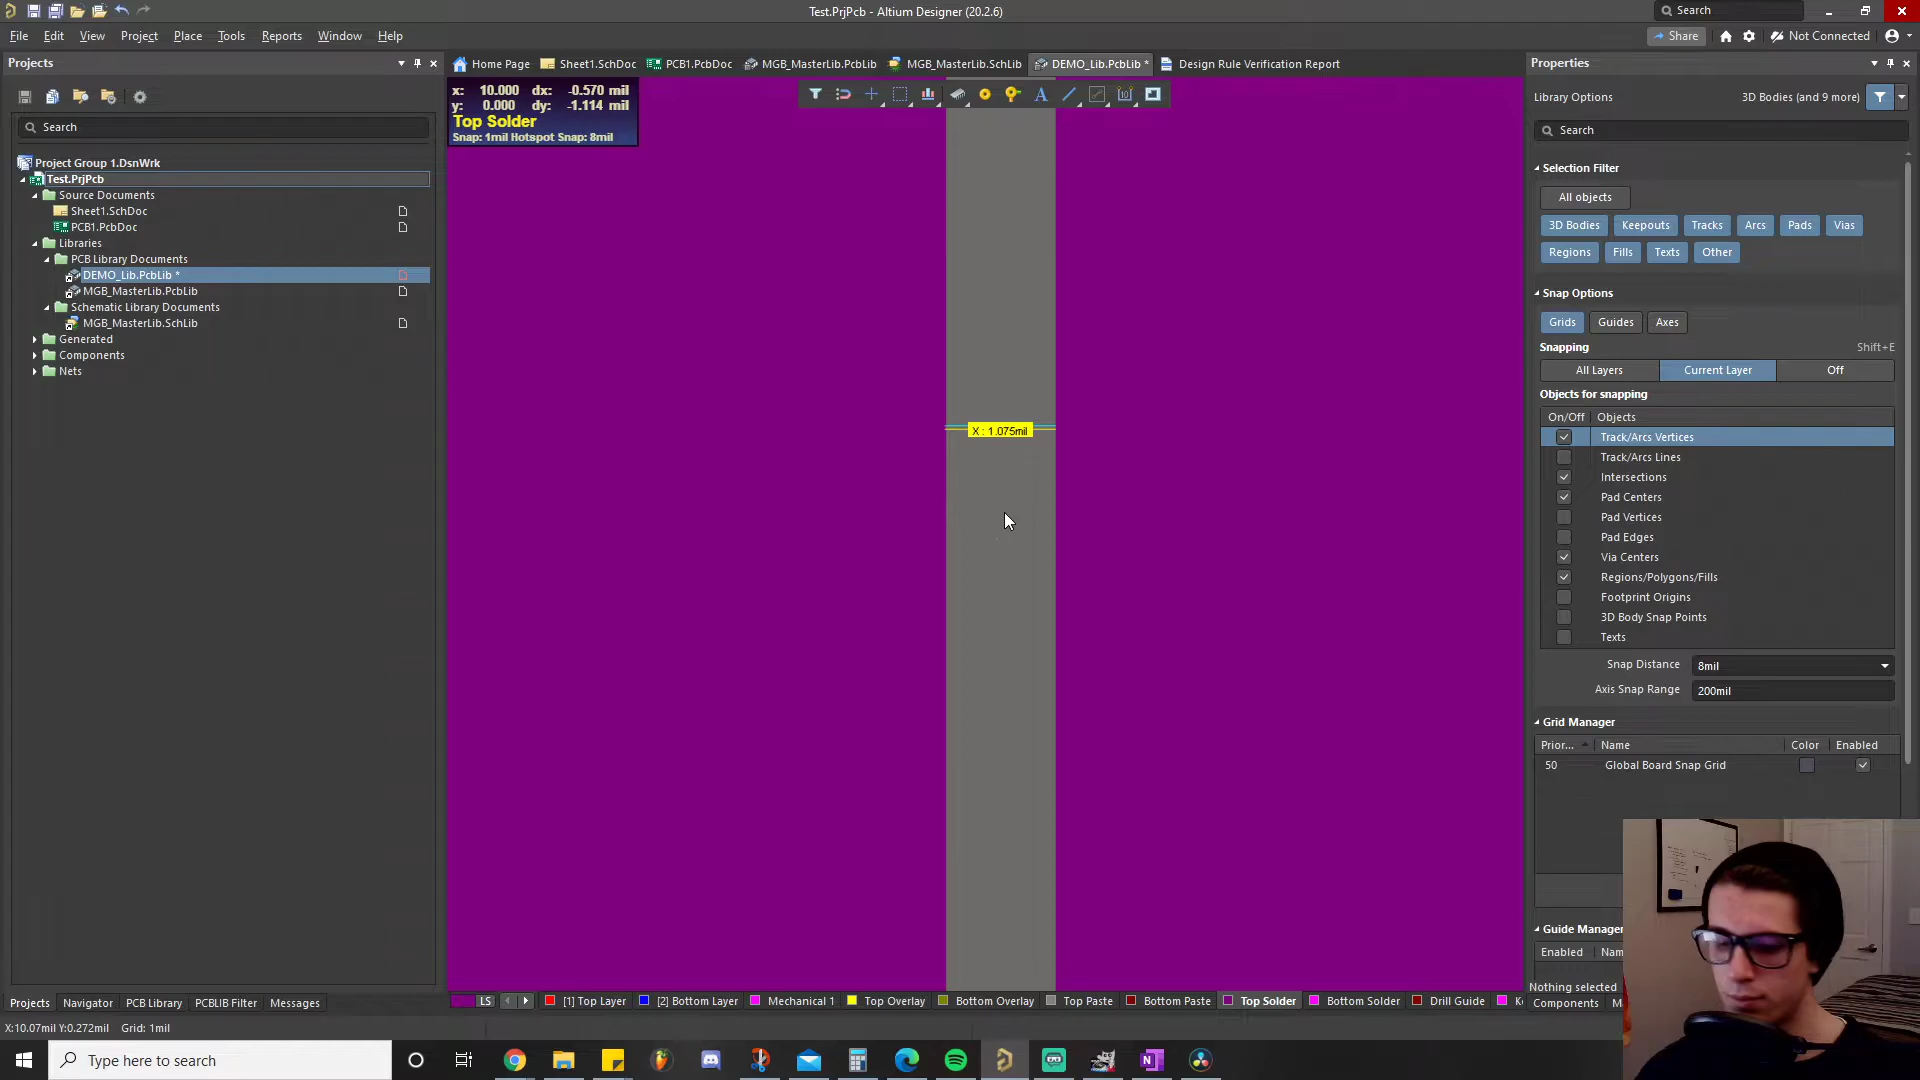 Test.PrjPcb - Altium Designer (20.2.6)
Search
File Edit View Project Place Tools Reports Window Help
Share Not Connected
Projects
Search
Project Group 1.DsnWrk
Test.PrjPcb
Source Documents
Sheet1.SchDoc
PCB1.PcbDoc
Libraries
PCB Library Documents
DEMO_Lib.PcbLib *
MGB_MasterLib.PcbLib
Schematic Library Documents
MGB_MasterLib.SchLib
Generated
Components
Nets
Projects Navigator PCB Library PCBLIB Filter Messages
Home Page Sheet1.SchDoc PCB1.PcbDoc MGB_MasterLib.PcbLib MGB_MasterLib.SchLib DEMO_Lib.PcbLib * Design Rule Verification Report
x: 10.000 dx: -0.570 mil
y: 0.000 dy: -1.114 mil
Top Solder
Snap: 1mil Hotspot Snap: 8mil
X : 1.075mil
LS [1] Top Layer [2] Bottom Layer Mechanical 1 Top Overlay Bottom Overlay Top Paste Bottom Paste Top Solder Bottom Solder Drill Guide
Properties
Library Options 3D Bodies (and 9 more)
Search
Selection Filter
All objects
3D Bodies Keepouts Tracks Arcs Pads Vias
Regions Fills Texts Other
Snap Options
Grids Guides Axes
Snapping Shift+E
All Layers Current Layer Off
Objects for snapping
On/Off Objects
Track/Arcs Vertices
Track/Arcs Lines
Intersections
Pad Centers
Pad Vertices
Pad Edges
Via Centers
Regions/Polygons/Fills
Footprint Origins
3D Body Snap Points
Texts
Snap Distance 8mil
Axis Snap Range 200mil
Grid Manager
Prior... Name Color Enabled
50 Global Board Snap Grid
Guide Manager
Enabled
Nothing selected
Components
X:10.07mil Y:0.272mil Grid: 1mil
Type here to search